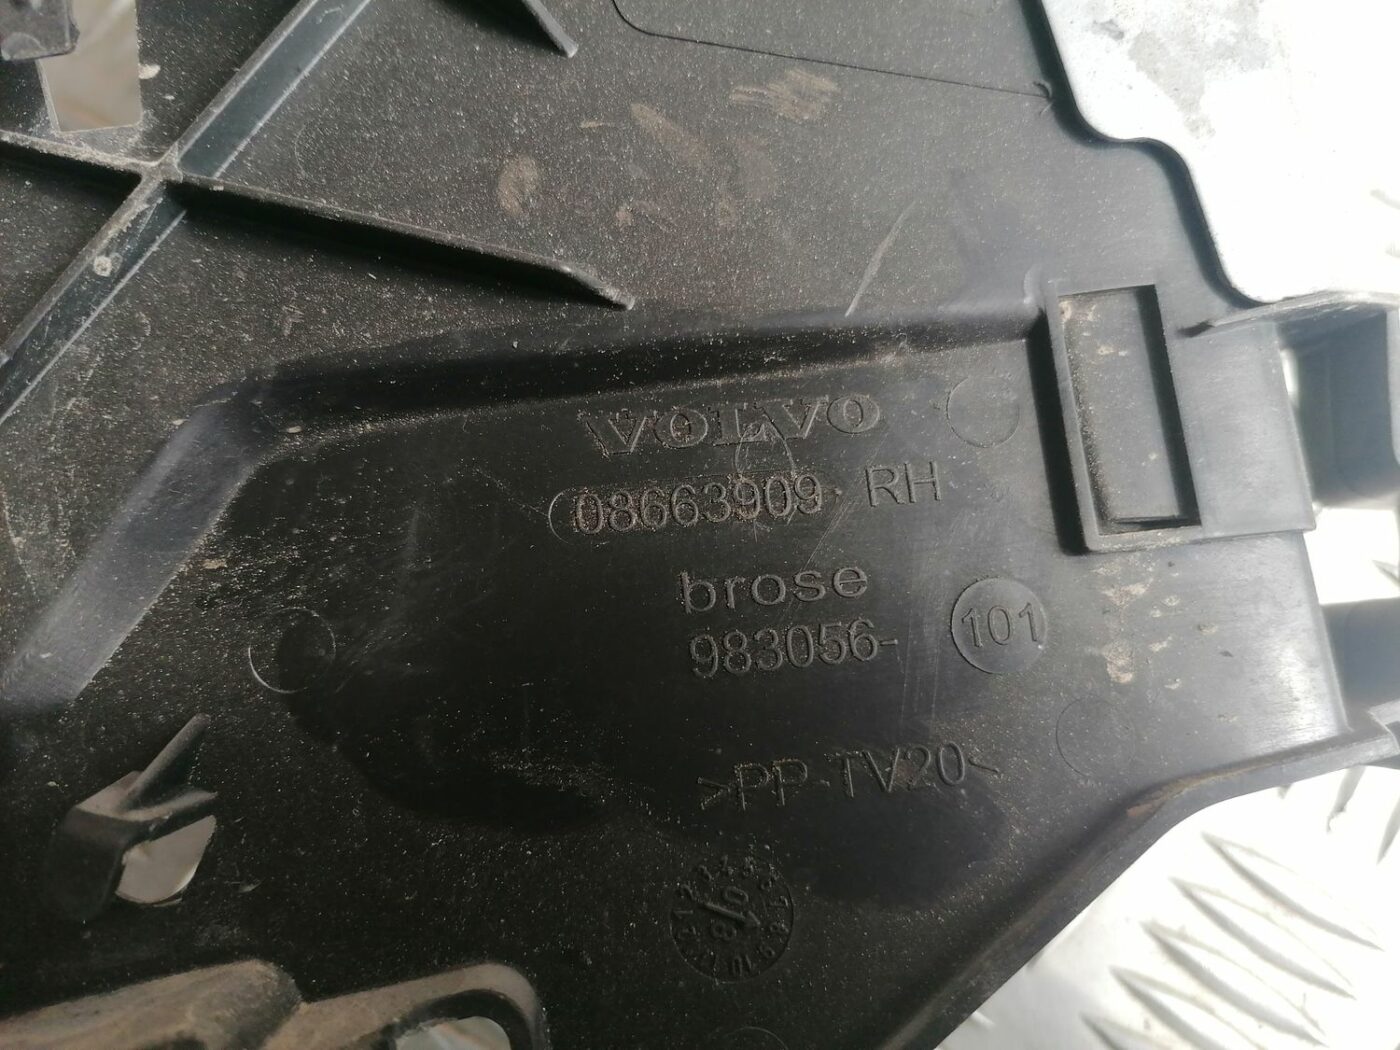 VOLVO
08663909 RH
brose
983056- 101
>PP-TV20<